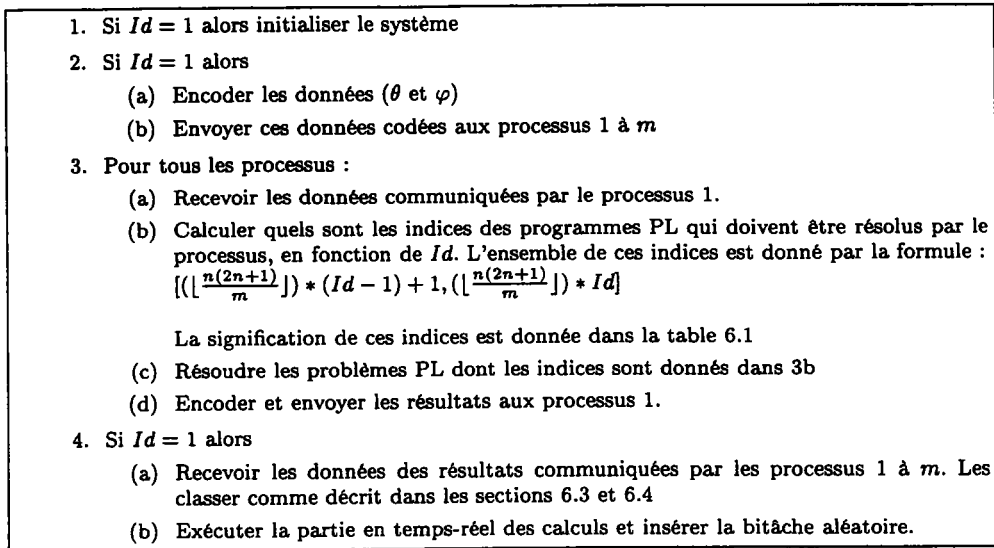 1. Si Id = 1 alors initialiser le système
2. Si Id = 1 alors
(a) Encoder les données (θ et φ)
(b) Envoyer ces données codées aux processus 1 à m
3. Pour tous les processus :
(a) Recevoir les données communiquées par le processus 1.
(b) Calculer quels sont les indices des programmes PL qui doivent être résolus par le
processus, en fonction de Id. L'ensemble de ces indices est donné par la formule :
[(⌊n(2n+1)/m⌋) * (Id − 1) + 1, (⌊n(2n+1)/m⌋) * Id]
La signification de ces indices est donnée dans la table 6.1
(c) Résoudre les problèmes PL dont les indices sont donnés dans 3b
(d) Encoder et envoyer les résultats aux processus 1.
4. Si Id = 1 alors
(a) Recevoir les données des résultats communiquées par les processus 1 à m. Les
classer comme décrit dans les sections 6.3 et 6.4
(b) Exécuter la partie en temps-réel des calculs et insérer la bitâche aléatoire.